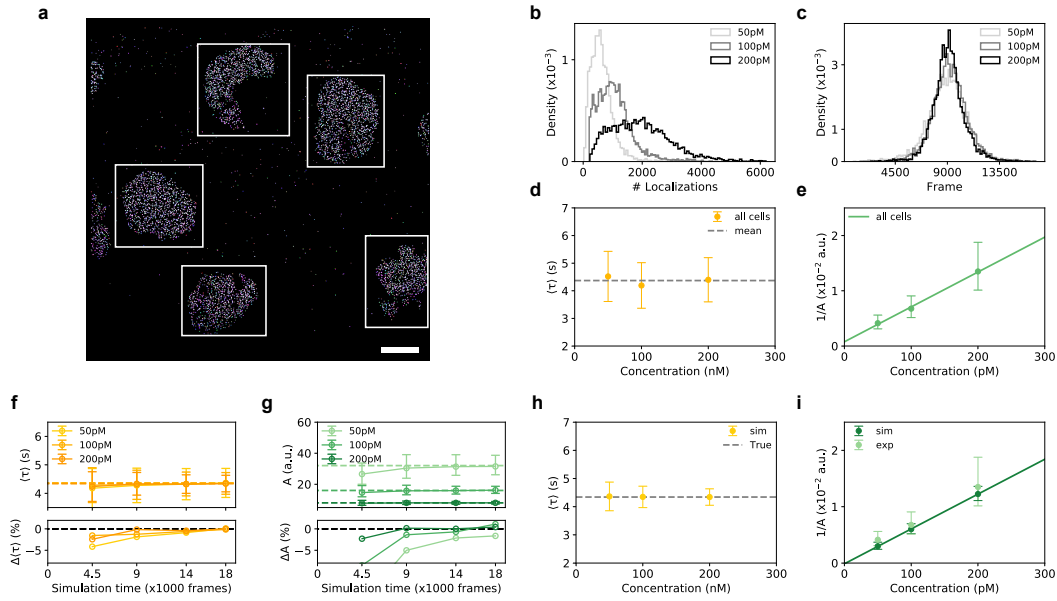 a
b
50pM
100pM
200pM
Density (x10⁻³)
1
0
0
2000
4000
6000
# Localizations
c
50pM
100pM
200pM
Density (x10⁻³)
3
2
1
0
4500
9000
13500
Frame
d
all cells
mean
⟨τ⟩ (s)
7
6
5
4
3
2
0
100
200
300
Concentration (nM)
e
all cells
1/A (x10⁻² a.u.)
3
2
1
0
0
100
200
300
Concentration (pM)
f
50pM
100pM
200pM
⟨τ⟩ (s)
6
5
4
Δ⟨τ⟩ (%)
0
−5
0
4.5
9
14
18
Simulation time (x1000 frames)
g
50pM
100pM
200pM
A (a.u.)
60
40
20
ΔA (%)
0
−5
0
4.5
9
14
18
Simulation time (x1000 frames)
h
sim
True
⟨τ⟩ (s)
7
6
5
4
3
2
0
100
200
300
Concentration (nM)
i
sim
exp
1/A (x10⁻² a.u.)
3
2
1
0
0
100
200
300
Concentration (pM)